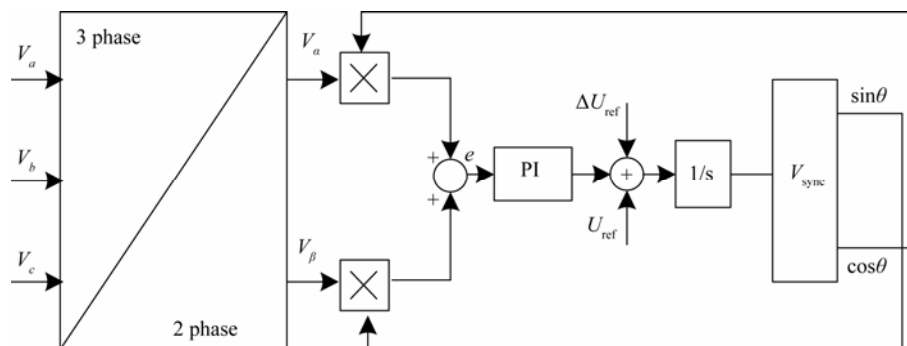 3 phase
V_a
V_b
V_c
2 phase
V_α
V_β
×
×
+
+
e
PI
ΔU_ref
+
U_ref
1/s
V_sync
sinθ
cosθ